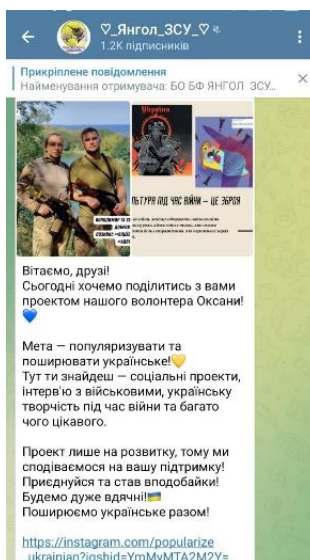 ♡_Янгол_ЗСУ_♡
1.2K підписників
Прикріплене повідомлення
Найменування отримувача: БО БФ ЯНГОЛ ЗСУ...
Україна
ЛЬТУРА ПІД ЧАС ВІЙНИ – ЦЕ ЗБРОЯ
Вітаємо, друзі!
Сьогодні хочемо поділитись з вами
проектом нашого волонтера Оксани!
💙
Мета — популяризувати та
поширювати українське!💛
Тут ти знайдеш — соціальні проекти,
інтерв'ю з військовими, українську
творчість під час війни та багато
чого цікавого.
Проект лише на розвитку, тому ми
сподіваємося на вашу підтримку!
Приєднуйся та став вподобайки!
Будемо дуже вдячні!🇺🇦
Поширюємо українське разом!
https://instagram.com/popularize
_ukrainian?igshid=YmMyMTA2M2Y=